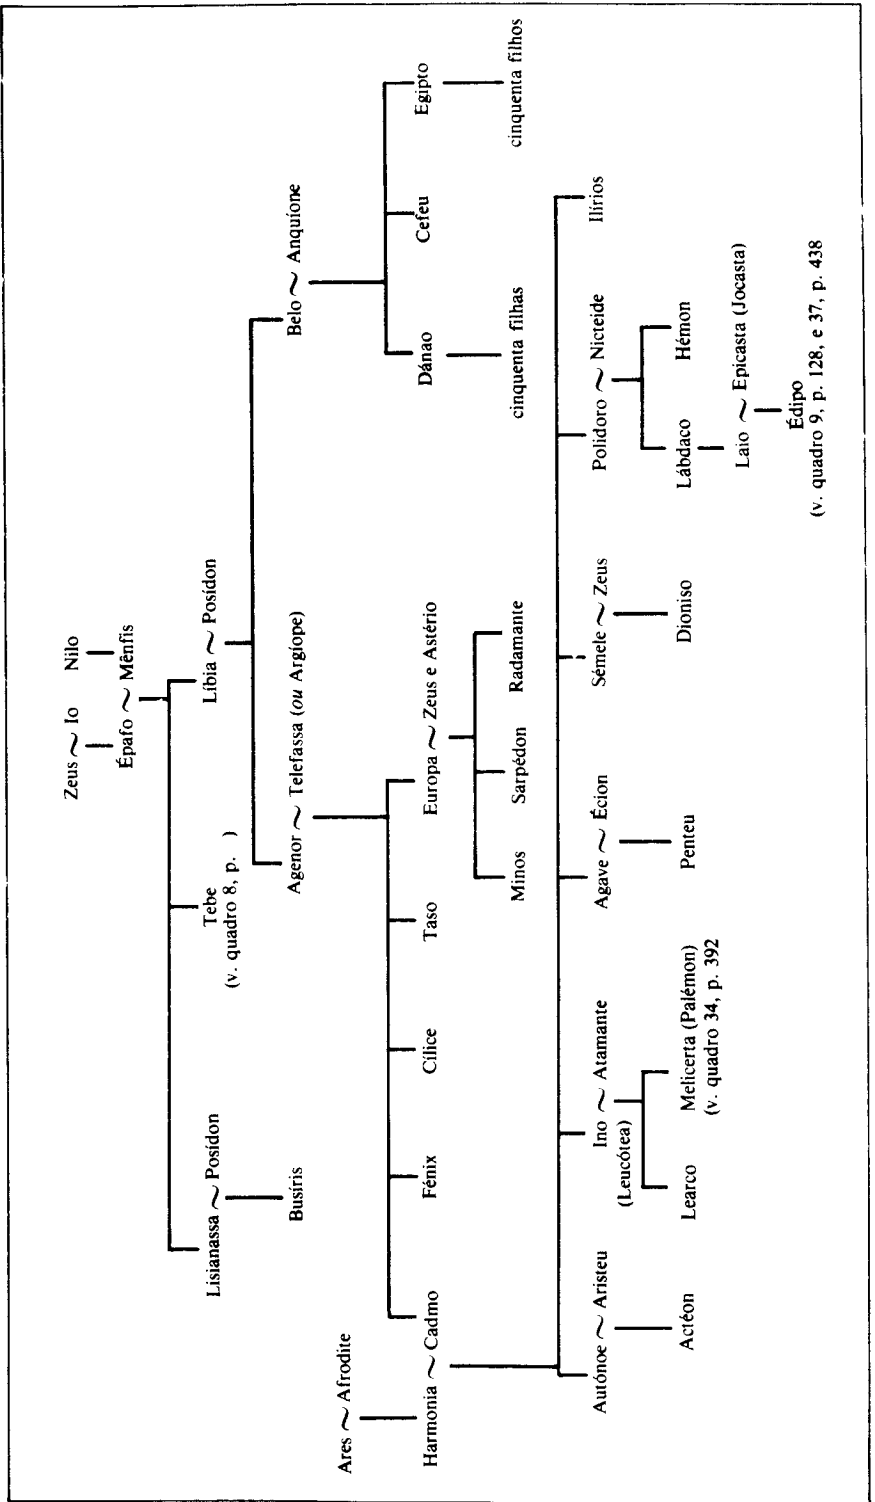 Zeus ~ Io Nilo
Épafo ~ Mênfis
Lisianassa ~ Posídon
Tebe
(v. quadro 8, p. )
Líbia ~ Posídon
Busíris
Agenor ~ Telefassa (ou Argíope)
Belo ~ Anquíone
Ares ~ Afrodite
Harmonia ~ Cadmo
Fénix
Cílice
Taso
Europa ~ Zeus e Astério
Dánao
Cefeu
Egipto
Minos
Sarpédon
Radamante
cinquenta filhas
cinquenta filhos
Autónoe ~ Aristeu
Ino ~ Atamante
(Leucótea)
Agave ~ Écion
Sémele ~ Zeus
Polidoro ~ Nicteide
Ilírios
Actéon
Learco
Melicerta (Palémon)
(v. quadro 34, p. 392
Penteu
Dioniso
Lábdaco
Hémon
Laio ~ Epicasta (Jocasta)
Édipo
(v. quadro 9, p. 128, e 37, p. 438